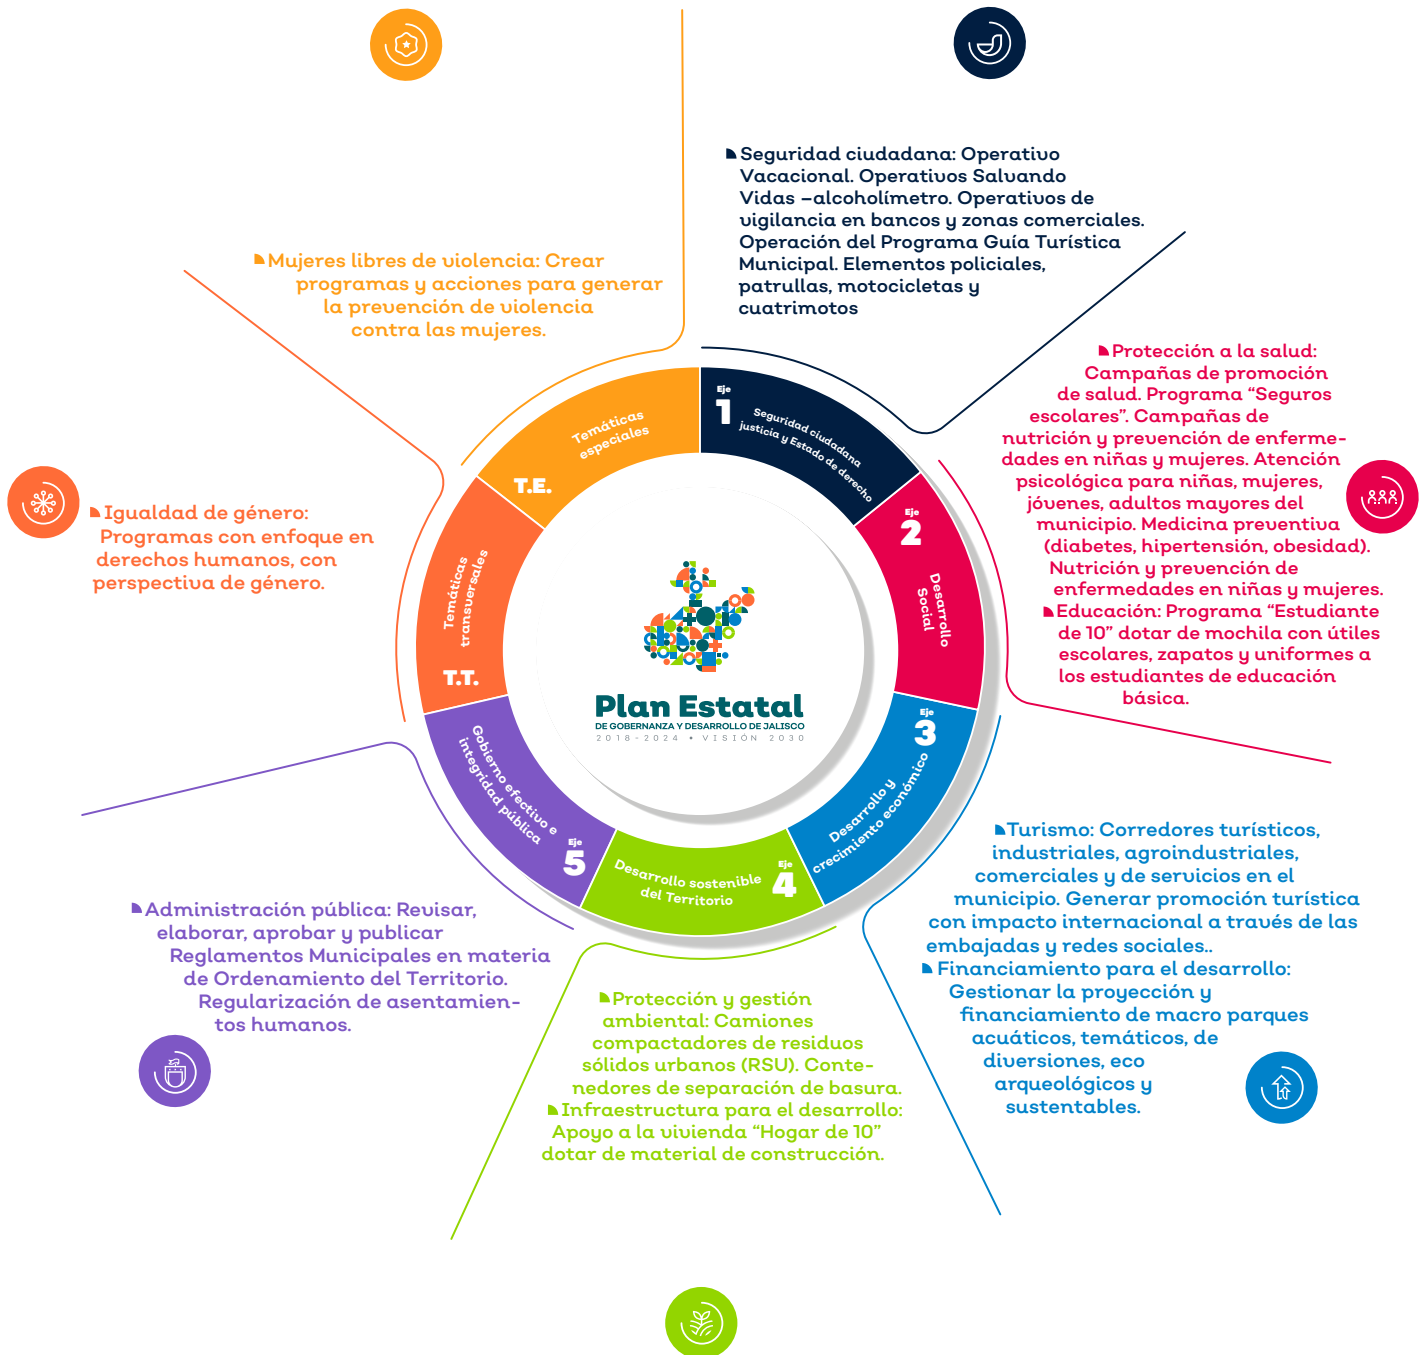 Seguridad ciudadana: Operativo
Vacacional. Operativos Salvando
Vidas –alcoholímetro. Operativos de
vigilancia en bancos y zonas comerciales.
Operación del Programa Guía Turística
Municipal. Elementos policiales,
patrullas, motocicletas y
cuatrimotos
Mujeres libres de violencia: Crear
programas y acciones para generar
la prevención de violencia
contra las mujeres.
Protección a la salud:
Campañas de promoción
de salud. Programa “Seguros
escolares”. Campañas de
nutrición y prevención de enferme-
dades en niñas y mujeres. Atención
psicológica para niñas, mujeres,
jóvenes, adultos mayores del
municipio. Medicina preventiva
(diabetes, hipertensión, obesidad).
Nutrición y prevención de
enfermedades en niñas y mujeres.
Educación: Programa “Estudiante
de 10” dotar de mochila con útiles
escolares, zapatos y uniformes a
los estudiantes de educación
básica.
Igualdad de género:
Programas con enfoque en
derechos humanos, con
perspectiva de género.
Eje
1
Seguridad ciudadana
justicia y Estado de derecho
Eje
2
Desarrollo
Social
Eje
3
Desarrollo y
crecimiento económico
Eje
4
Desarrollo sostenible
del Territorio
Eje
5
Gobierno efectivo e
integridad pública
T.T.
Temáticas
transversales
T.E.
Temáticas
especiales
Plan Estatal
DE GOBERNANZA Y DESARROLLO DE JALISCO
2018-2024 • VISIÓN 2030
Turismo: Corredores turísticos,
industriales, agroindustriales,
comerciales y de servicios en el
municipio. Generar promoción turística
con impacto internacional a través de las
embajadas y redes sociales..
Financiamiento para el desarrollo:
Gestionar la proyección y
financiamiento de macro parques
acuáticos, temáticos, de
diversiones, eco
arqueológicos y
sustentables.
Administración pública: Revisar,
elaborar, aprobar y publicar
Reglamentos Municipales en materia
de Ordenamiento del Territorio.
Regularización de asentamien-
tos humanos.
Protección y gestión
ambiental: Camiones
compactadores de residuos
sólidos urbanos (RSU). Conte-
nedores de separación de basura.
Infraestructura para el desarrollo:
Apoyo a la vivienda “Hogar de 10”
dotar de material de construcción.